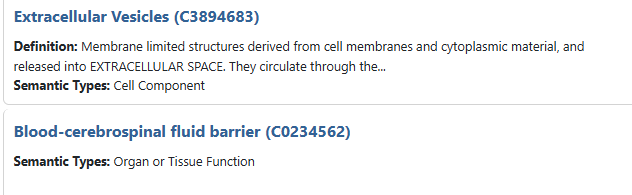 Extracellular Vesicles (C3894683)
Definition: Membrane limited structures derived from cell membranes and cytoplasmic material, and
released into EXTRACELLULAR SPACE. They circulate through the...
Semantic Types: Cell Component
Blood-cerebrospinal fluid barrier (C0234562)
Semantic Types: Organ or Tissue Function